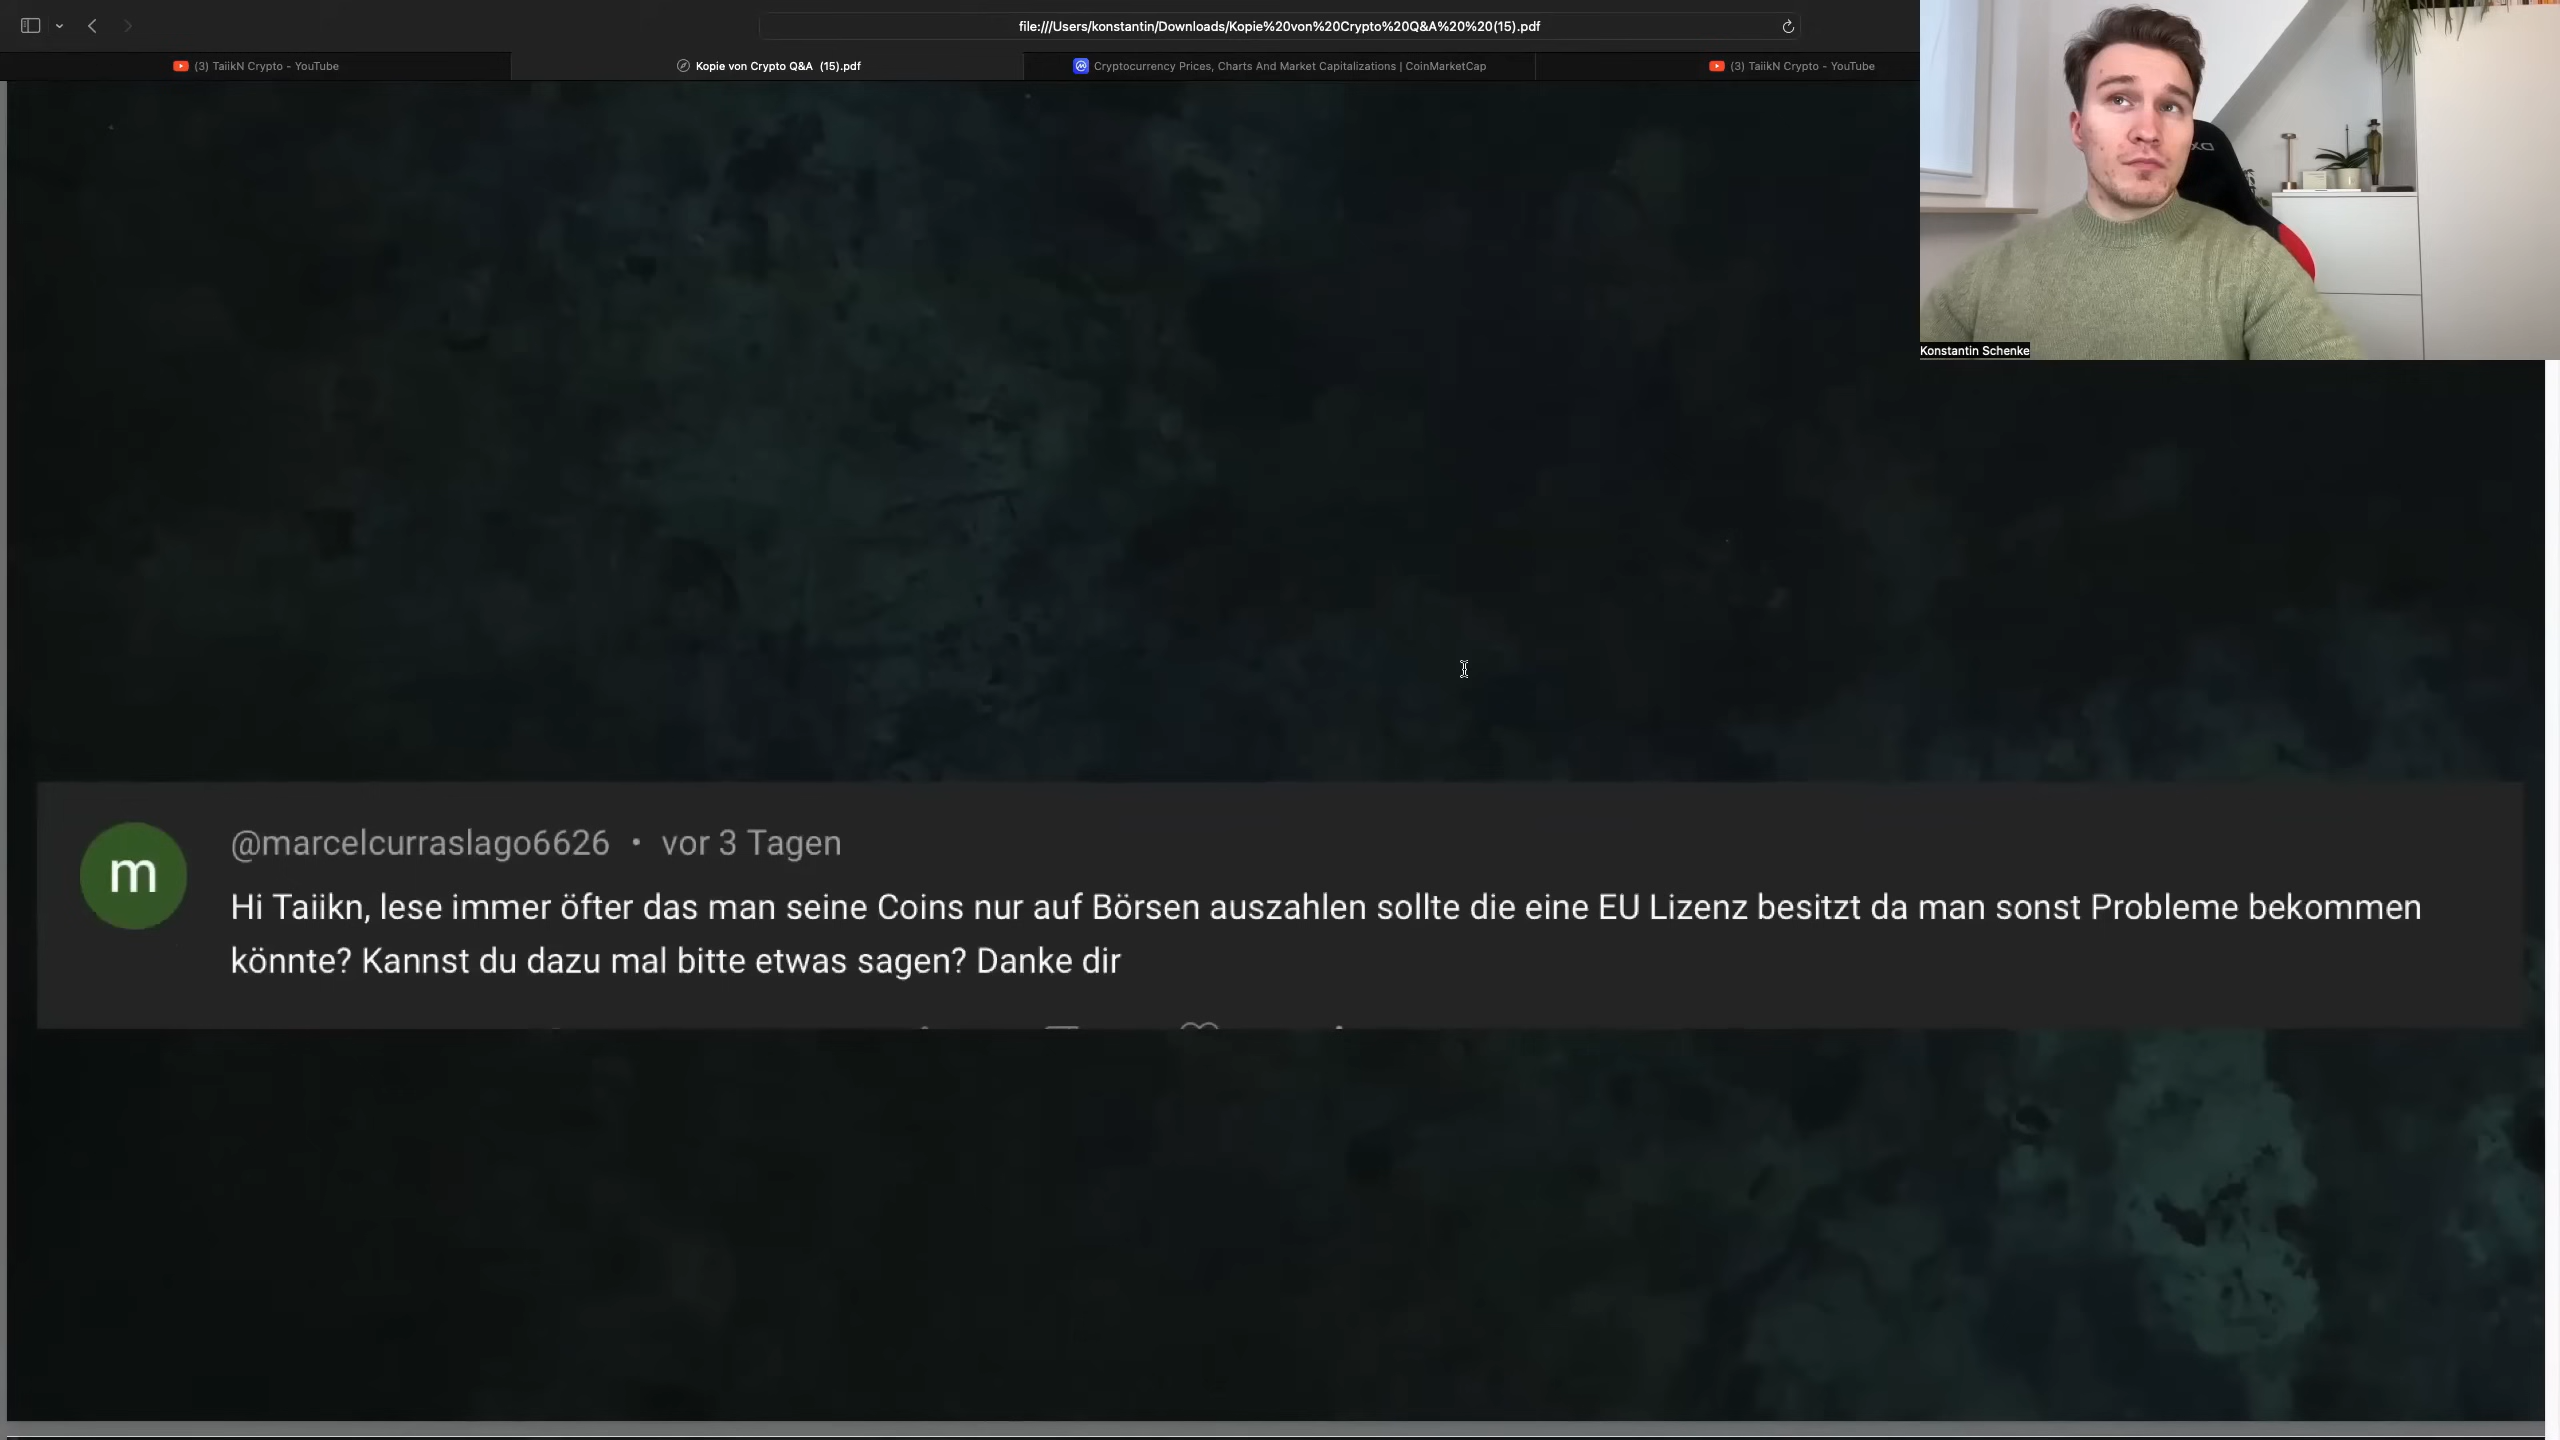 file:///Users/konstantin/Downloads/Kopie%20von%20Crypto%20Q&A%20%20(15).pdf
(3) TaiikN Crypto - YouTube
Kopie von Crypto Q&A (15).pdf
Cryptocurrency Prices, Charts And Market Capitalizations | CoinMarketCap
(3) TaiikN Crypto - YouTube
Konstantin Schenke
m
@marcelcurraslago6626 • vor 3 Tagen
Hi Taiikn, lese immer öfter das man seine Coins nur auf Börsen auszahlen sollte die eine EU Lizenz besitzt da man sonst Probleme bekommen
könnte? Kannst du dazu mal bitte etwas sagen? Danke dir